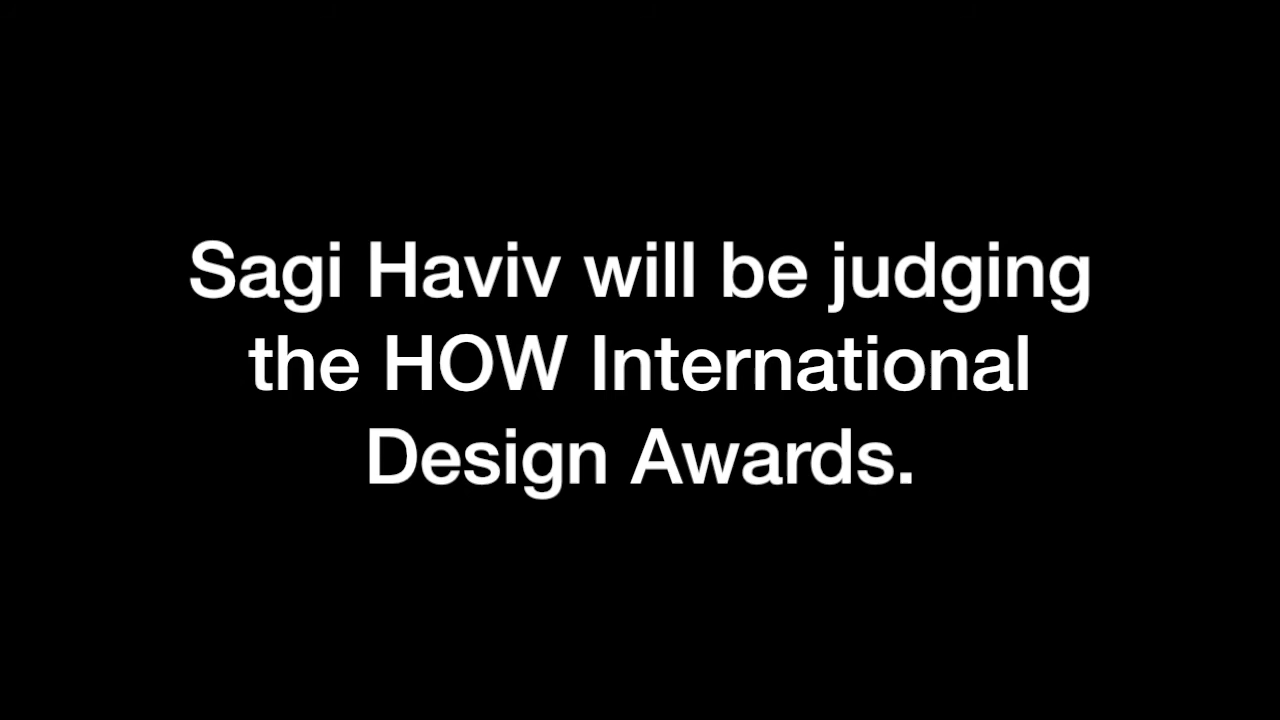 Sagi Haviv will be judging
the HOW International
Design Awards.